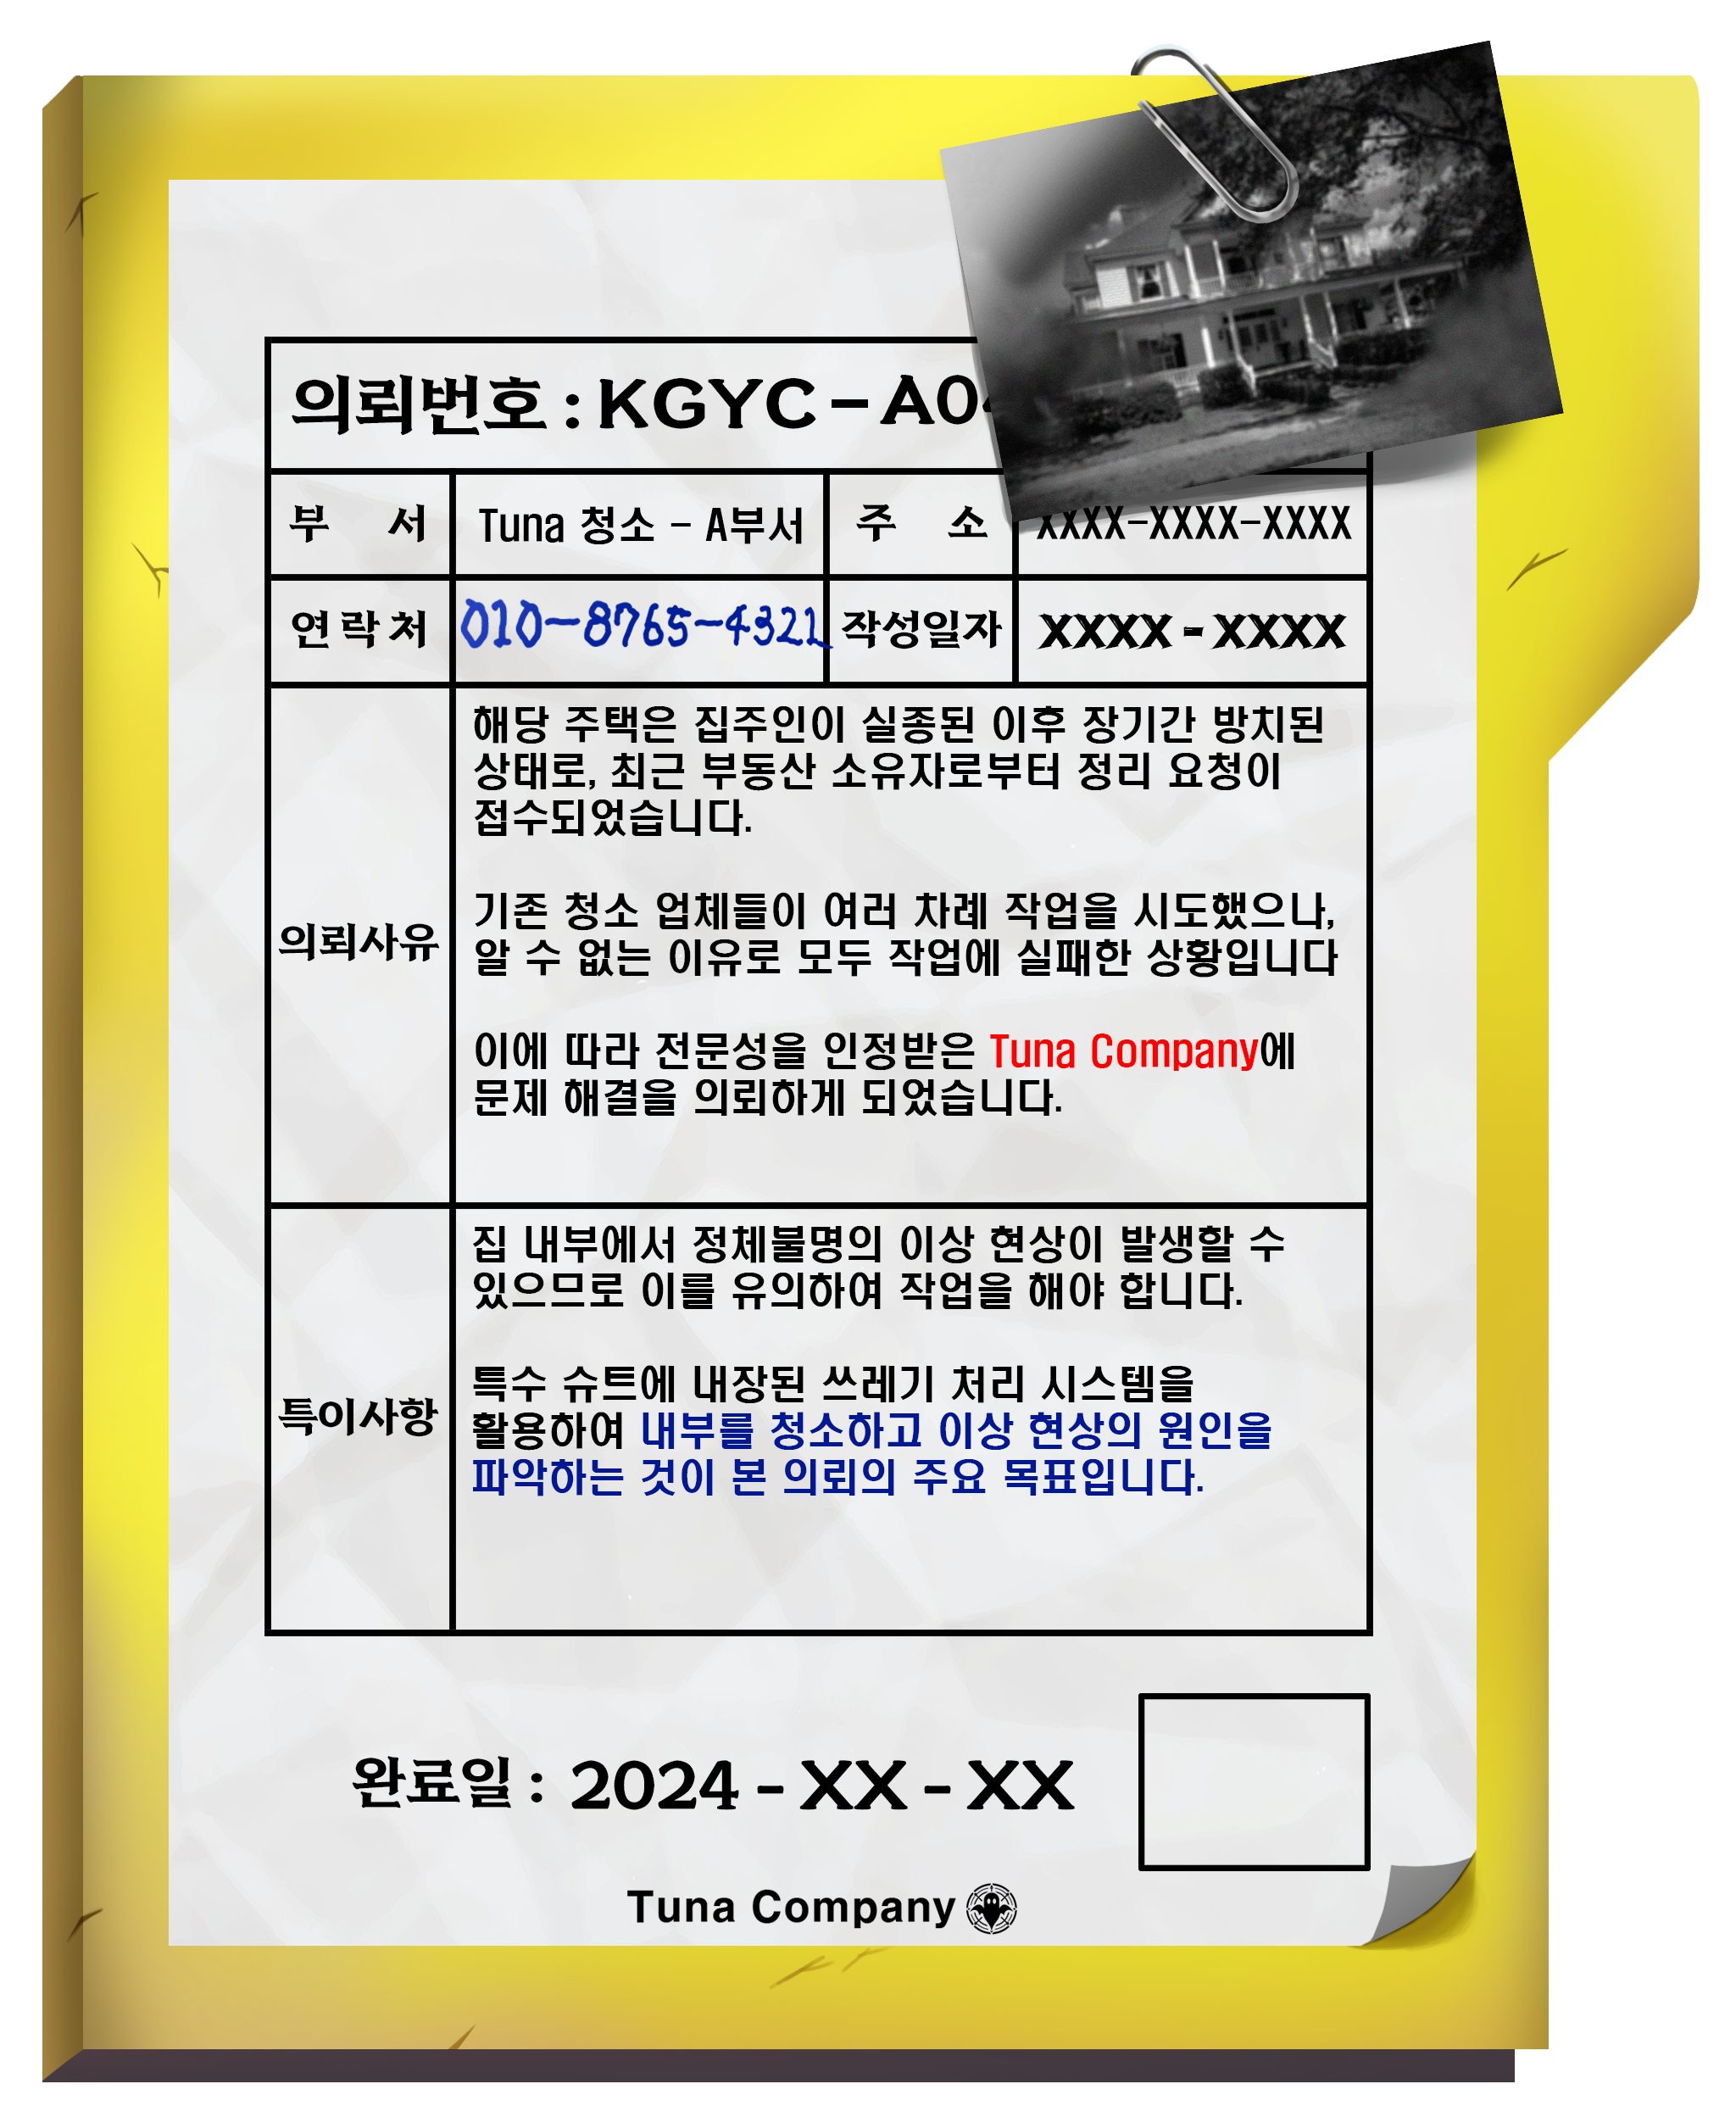 의뢰번호 : KGYC - A0
부 서 Tuna 청소 - A부서 주 소 XXXX-XXXX-XXXX
연 락 처 010-8765-4321 작성일자 XXXX - XXXX
의뢰사유
해당 주택은 집주인이 실종된 이후 장기간 방치된
상태로, 최근 부동산 소유자로부터 정리 요청이
접수되었습니다.
기존 청소 업체들이 여러 차례 작업을 시도했으나,
알 수 없는 이유로 모두 작업에 실패한 상황입니다
이에 따라 전문성을 인정받은 Tuna Company에
문제 해결을 의뢰하게 되었습니다.
특이사항
집 내부에서 정체불명의 이상 현상이 발생할 수
있으므로 이를 유의하여 작업을 해야 합니다.
특수 슈트에 내장된 쓰레기 처리 시스템을
활용하여 내부를 청소하고 이상 현상의 원인을
파악하는 것이 본 의뢰의 주요 목표입니다.
완료일 : 2024 - XX - XX
Tuna Company